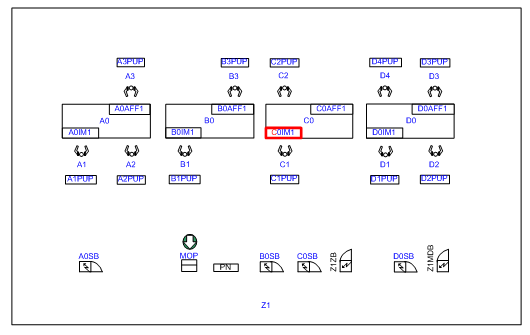 A3PUP B3PUP C2PUP D4PUP D3PUP
A3 B3 C2 D4 D3
A0AFF1 B0AFF1 C0AFF1 D0AFF1
A0 B0 C0 D0
A0IM1 B0IM1 C0IM1 D0IM1
A1 A2 B1 C1 D1 D2
A1PUP A2PUP B1PUP C1PUP D1PUP D2PUP
A0SB MOP PN B0SB C0SB Z1ZB D0SB Z1MDB
Z1